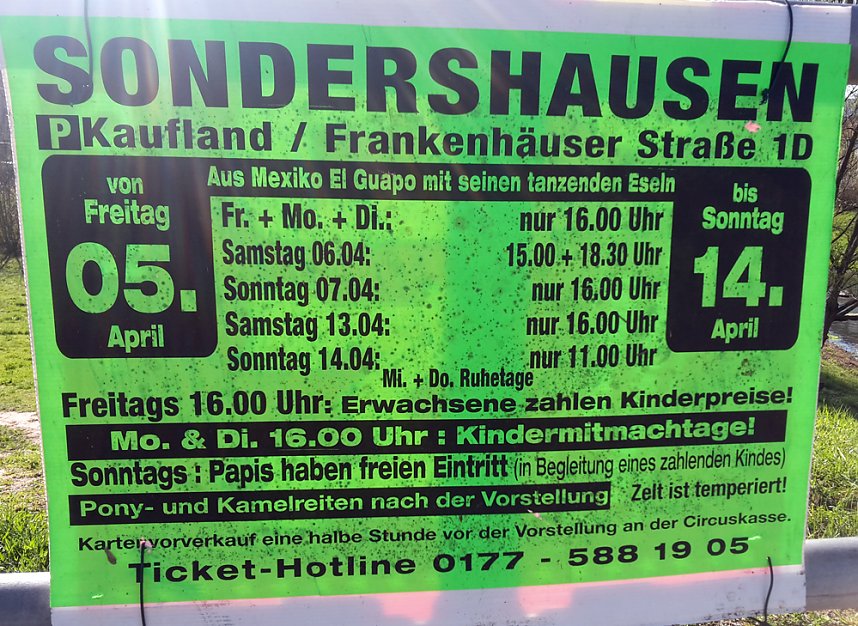 SONDERSHAUSEN
P Kaufland / Frankenhäuser Straße 1D
Aus Mexiko El Guapo mit seinen tanzenden Eseln
von
Freitag
05.
April
Fr. + Mo. + Di.: nur 16.00 Uhr
Samstag 06.04: 15.00 + 18.30 Uhr
Sonntag 07.04: nur 16.00 Uhr
Samstag 13.04: nur 16.00 Uhr
Sonntag 14.04: nur 11.00 Uhr
Mi. + Do. Ruhetage
bis
Sonntag
14.
April
Freitags 16.00 Uhr: Erwachsene zahlen Kinderpreise!
Mo. & Di. 16.00 Uhr : Kindermitmachtage!
Sonntags : Papis haben freien Eintritt (in Begleitung eines zahlenden Kindes)
Pony- und Kamelreiten nach der Vorstellung Zelt ist temperiert!
Kartenvorverkauf eine halbe Stunde vor der Vorstellung an der Circuskasse.
Ticket-Hotline 0177 - 588 19 05